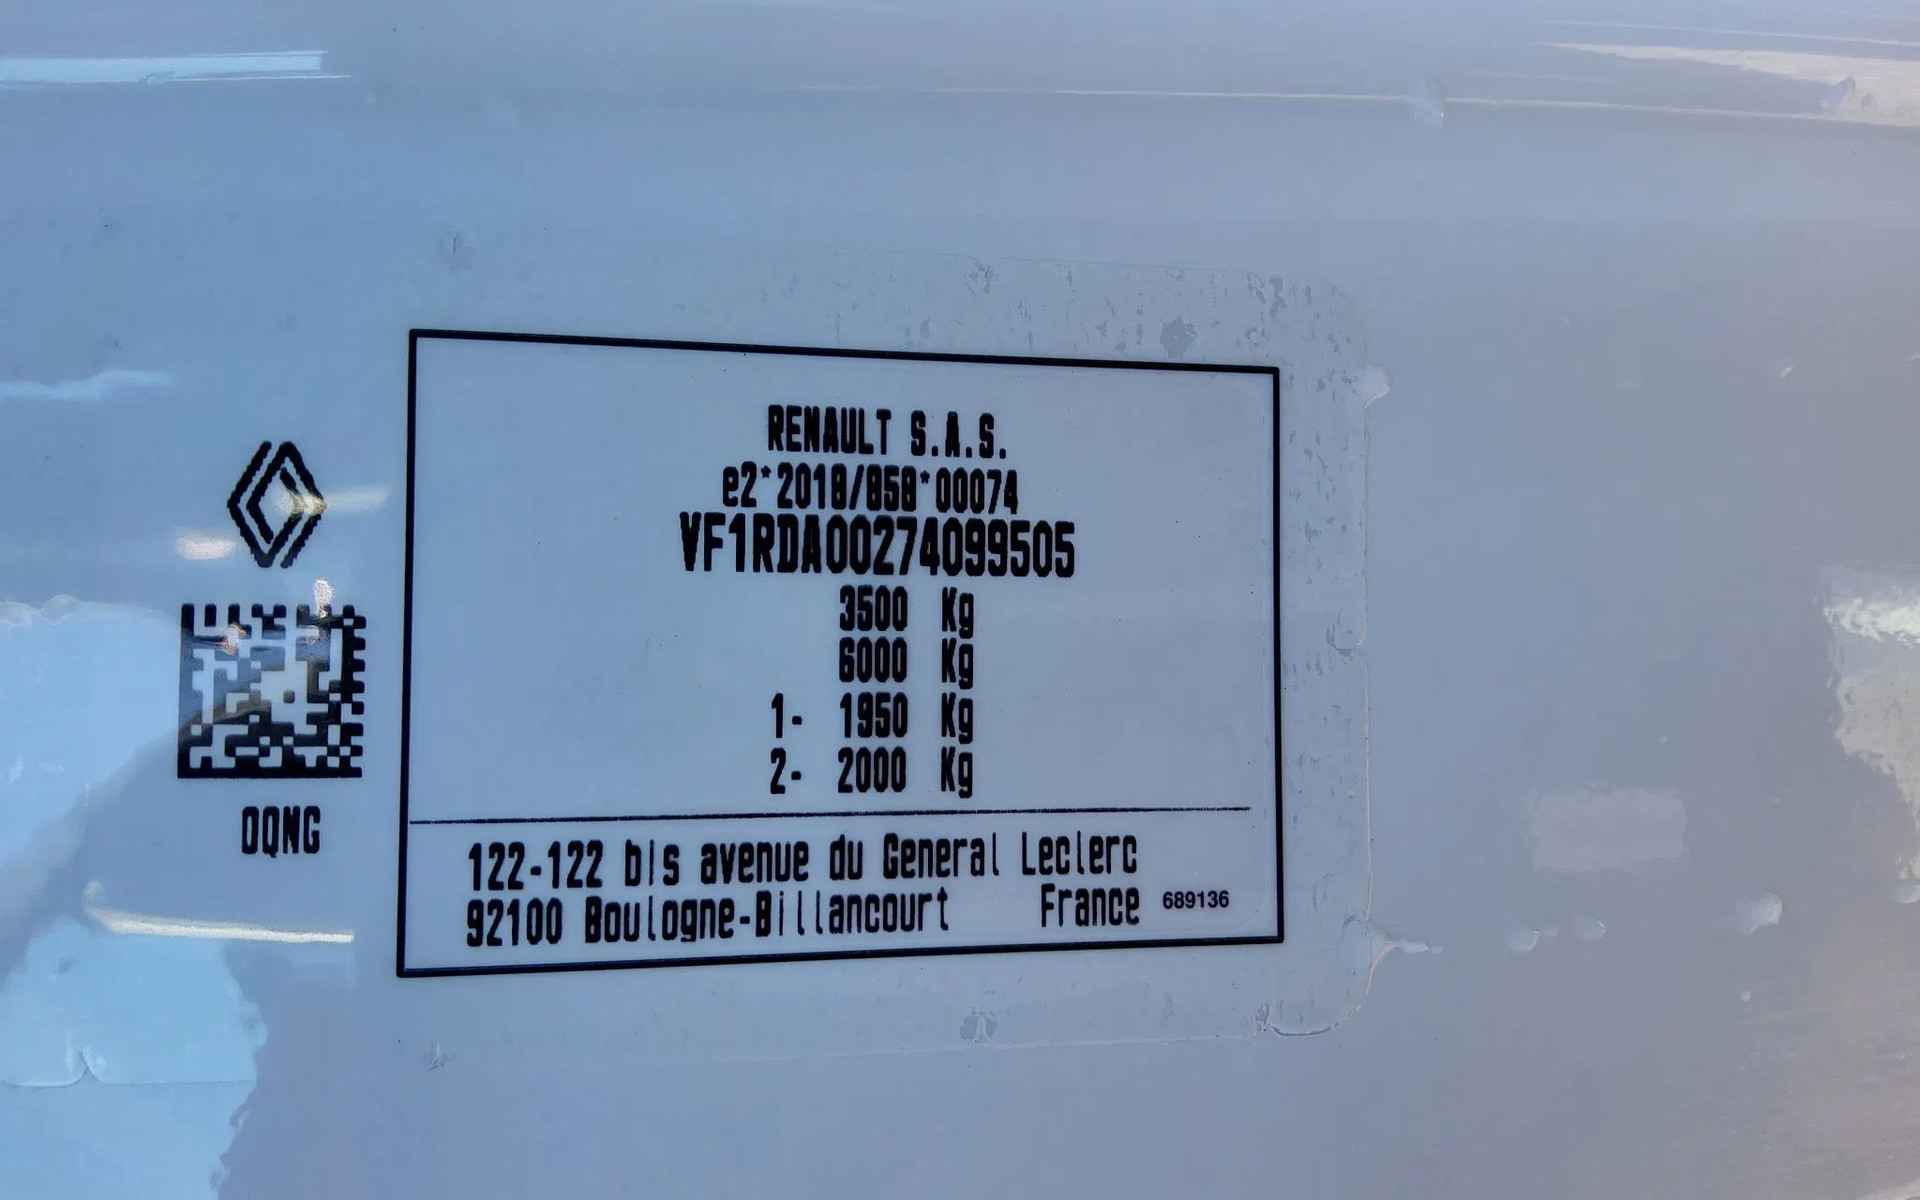 RENAULT S.A.S.
e2*2018/858*00074
VF1RDA00274099505
3500 Kg
6000 Kg
1- 1950 Kg
2- 2000 Kg
OQNG
122-122 bis avenue du General Leclerc
92100 Boulogne-Billancourt France 689136